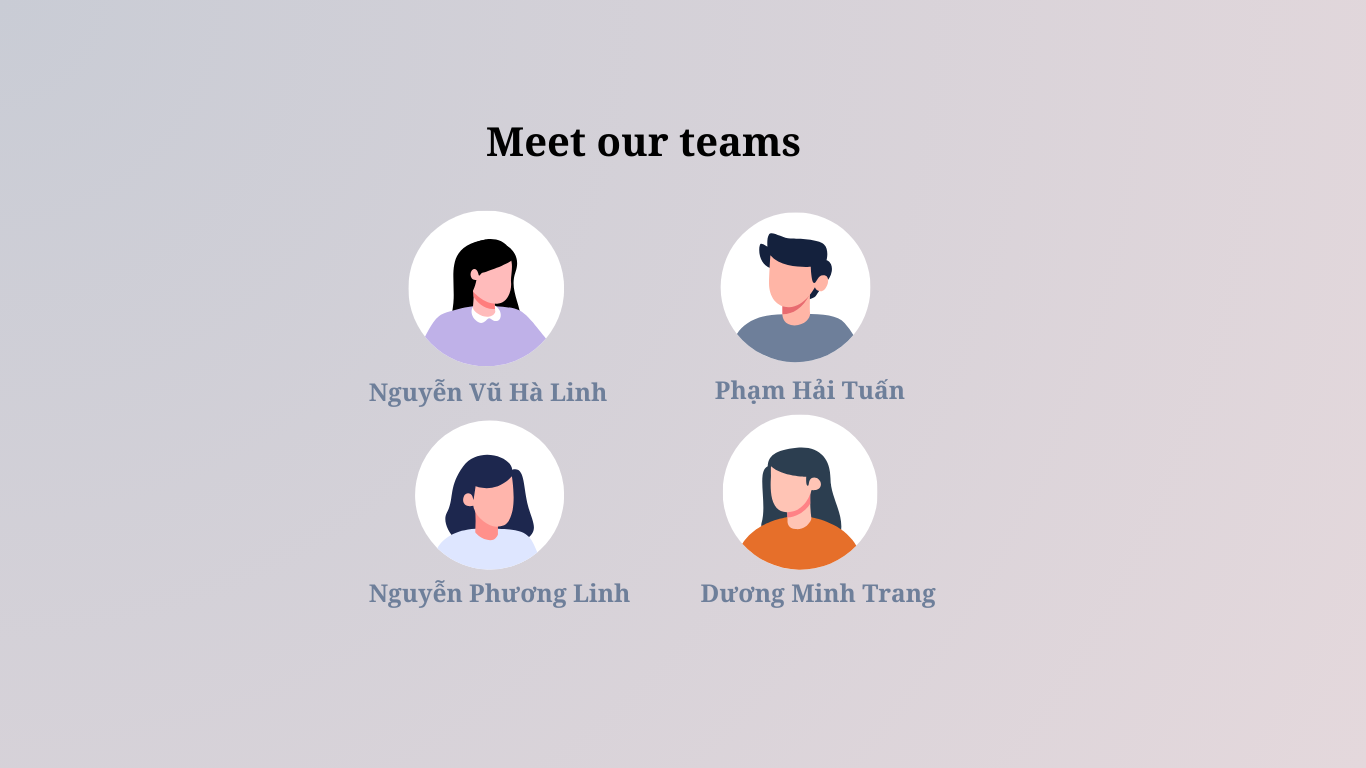 Meet our teams
Nguyễn Vũ Hà Linh
Phạm Hải Tuấn
Nguyễn Phương Linh
Dương Minh Trang